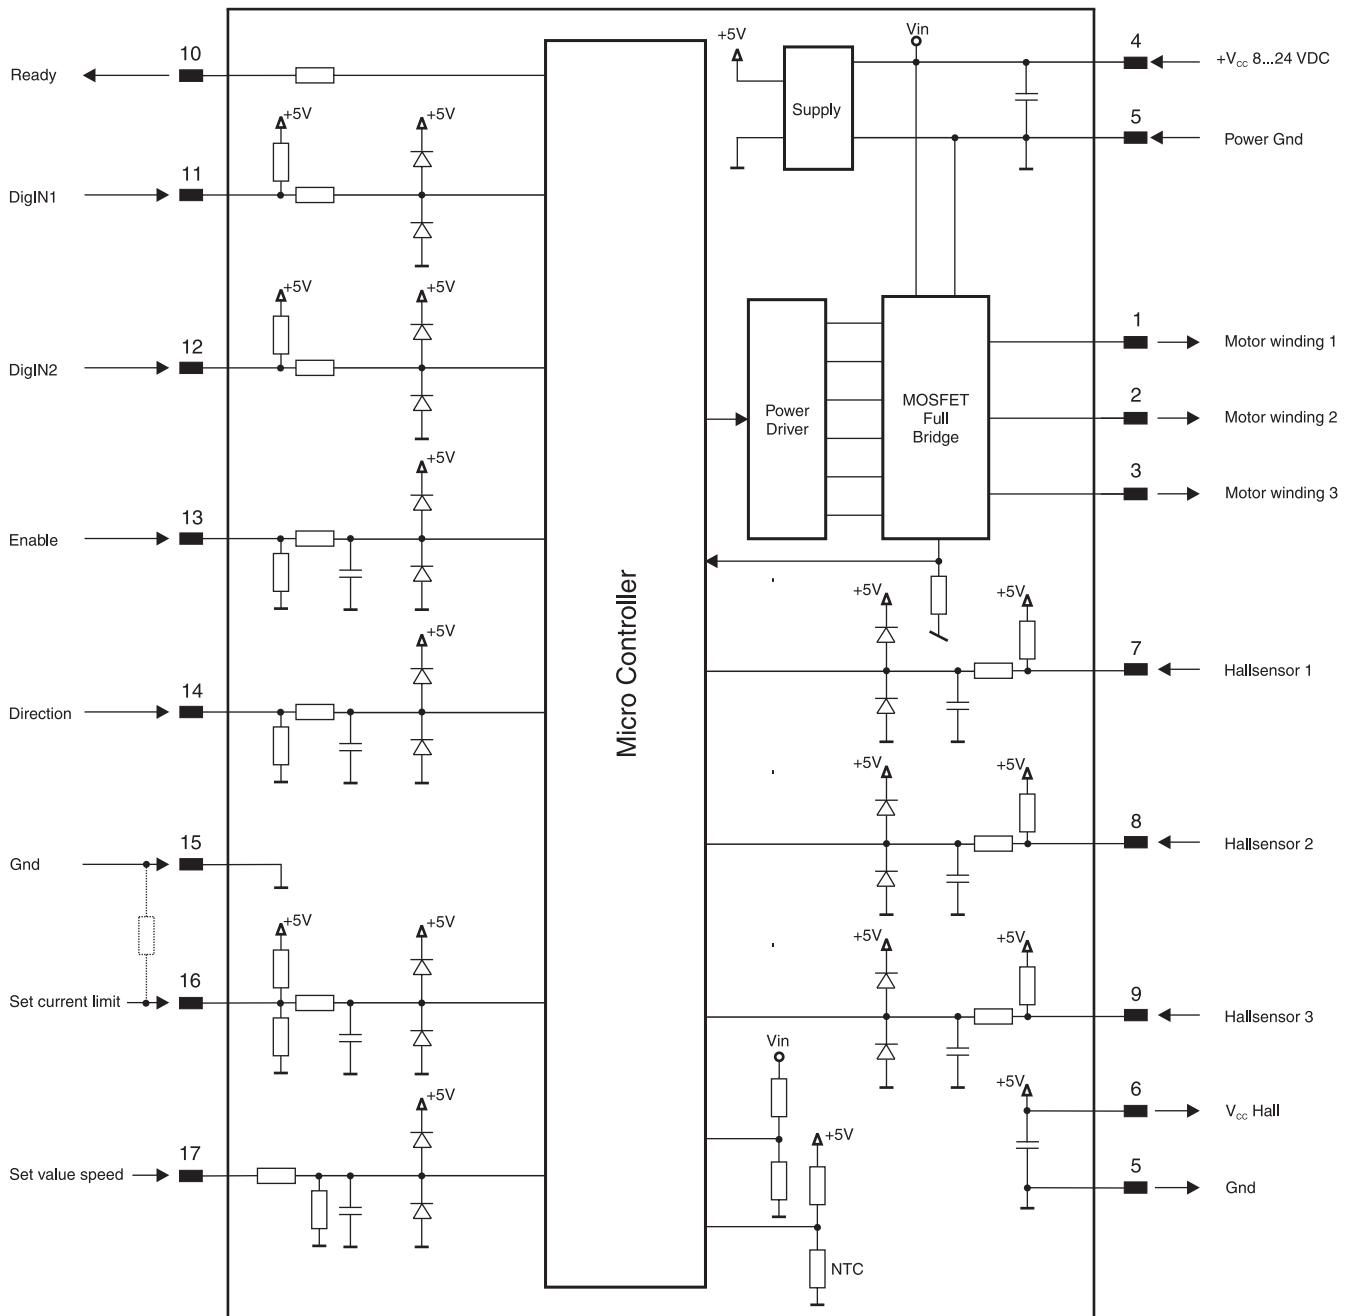 10
Ready
+5V
+5V
11
DigIN1
+5V
+5V
12
DigIN2
+5V
13
Enable
+5V
14
Direction
15
Gnd
+5V
+5V
16
Set current limit
+5V
17
Set value speed
Micro Controller
+5V
Vin
Supply
4
+Vcc 8...24 VDC
5
Power Gnd
Power
Driver
MOSFET
Full
Bridge
1
Motor winding 1
2
Motor winding 2
3
Motor winding 3
+5V
+5V
7
Hallsensor 1
+5V
+5V
8
Hallsensor 2
+5V
+5V
9
Hallsensor 3
Vin
+5V
NTC
+5V
6
Vcc Hall
5
Gnd